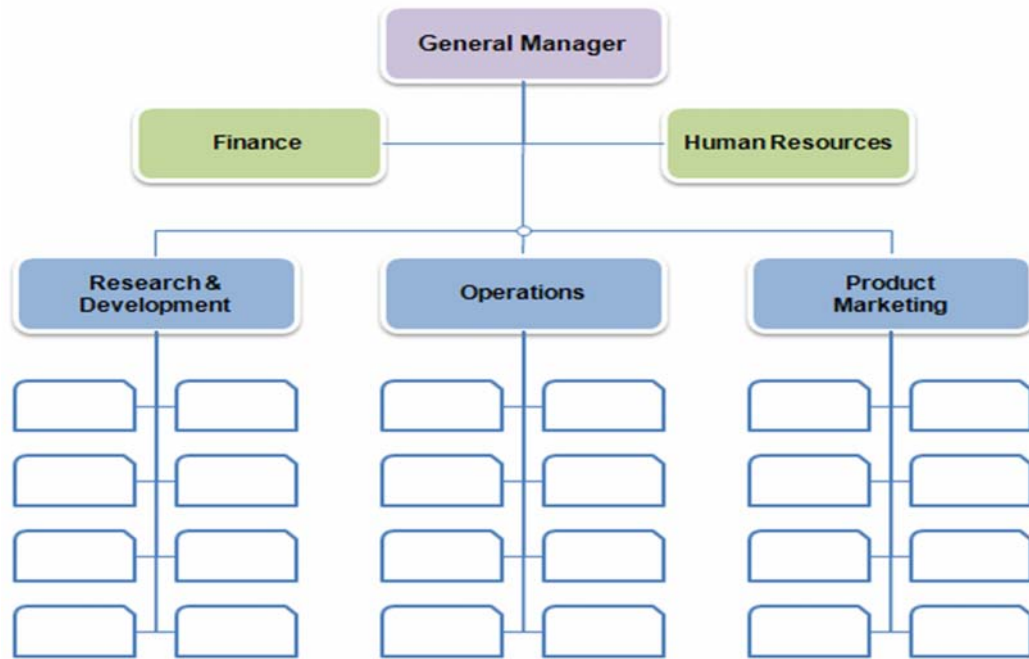 General Manager
Finance
Human Resources
Research &
Development
Operations
Product
Marketing